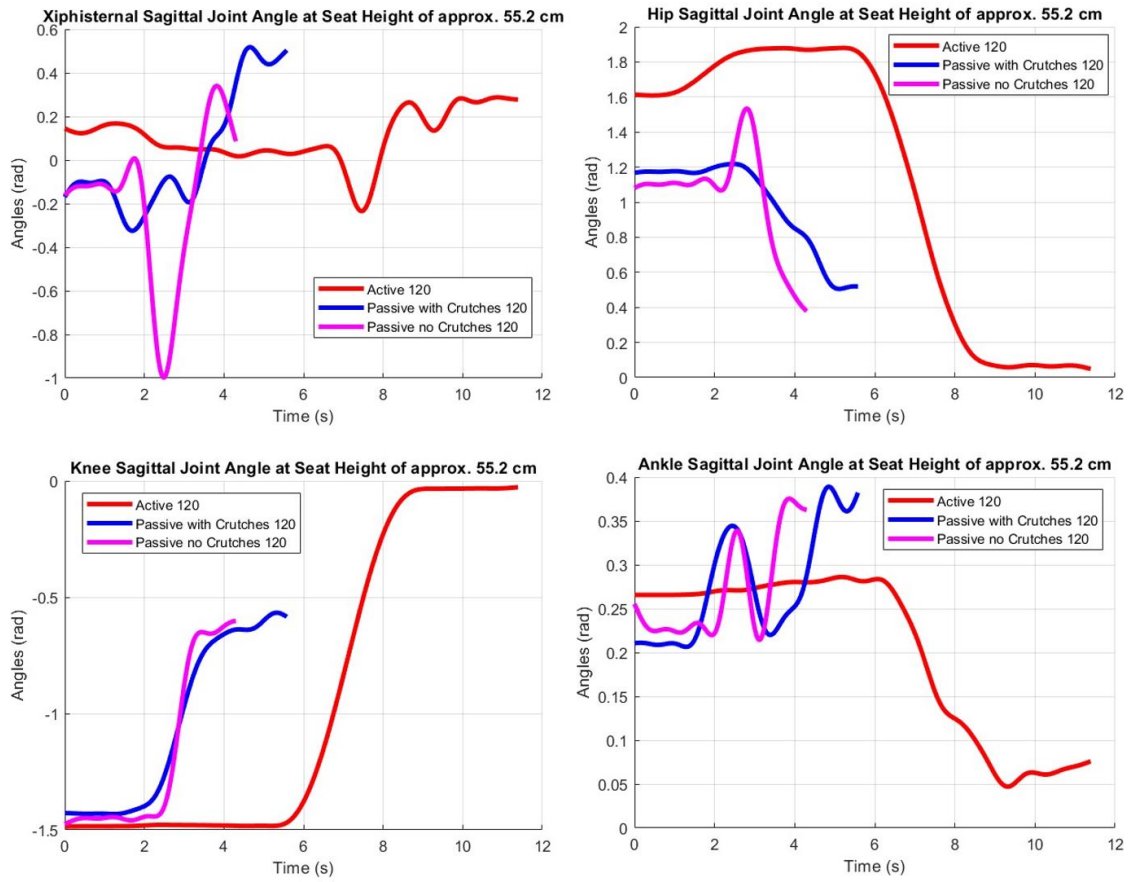 Xiphisternal Sagittal Joint Angle at Seat Height of approx. 55.2 cm
0.6
0.4
0.2
0
-0.2
-0.4
-0.6
-0.8
-1
Angles (rad)
Active 120
Passive with Crutches 120
Passive no Crutches 120
0 2 4 6 8 10 12
Time (s)
Hip Sagittal Joint Angle at Seat Height of approx. 55.2 cm
2
1.8
1.6
1.4
1.2
1
0.8
0.6
0.4
0.2
0
Angles (rad)
Active 120
Passive with Crutches 120
Passive no Crutches 120
0 2 4 6 8 10 12
Time (s)
Knee Sagittal Joint Angle at Seat Height of approx. 55.2 cm
0
-0.5
-1
-1.5
Angles (rad)
Active 120
Passive with Crutches 120
Passive no Crutches 120
0 2 4 6 8 10 12
Time (s)
Ankle Sagittal Joint Angle at Seat Height of approx. 55.2 cm
0.4
0.35
0.3
0.25
0.2
0.15
0.1
0.05
0
Angles (rad)
Active 120
Passive with Crutches 120
Passive no Crutches 120
0 2 4 6 8 10 12
Time (s)